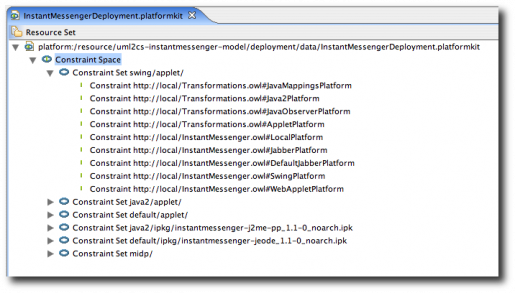 InstantMessengerDeployment.platformkit
Resource Set
platform:/resource/uml2cs-instantmessenger-model/deployment/data/InstantMessengerDeployment.platformkit
Constraint Space
Constraint Set swing/applet/
Constraint http://local/Transformations.owl#JavaMappingsPlatform
Constraint http://local/Transformations.owl#Java2Platform
Constraint http://local/Transformations.owl#JavaObserverPlatform
Constraint http://local/Transformations.owl#AppletPlatform
Constraint http://local/InstantMessenger.owl#LocalPlatform
Constraint http://local/InstantMessenger.owl#JabberPlatform
Constraint http://local/InstantMessenger.owl#DefaultJabberPlatform
Constraint http://local/InstantMessenger.owl#SwingPlatform
Constraint http://local/InstantMessenger.owl#WebAppletPlatform
Constraint Set java2/applet/
Constraint Set default/applet/
Constraint Set java2/ipkg/instantmessenger-j2me-pp_1.1-0_noarch.ipk
Constraint Set default/ipkg/instantmessenger-jeode_1.1-0_noarch.ipk
Constraint Set midp/